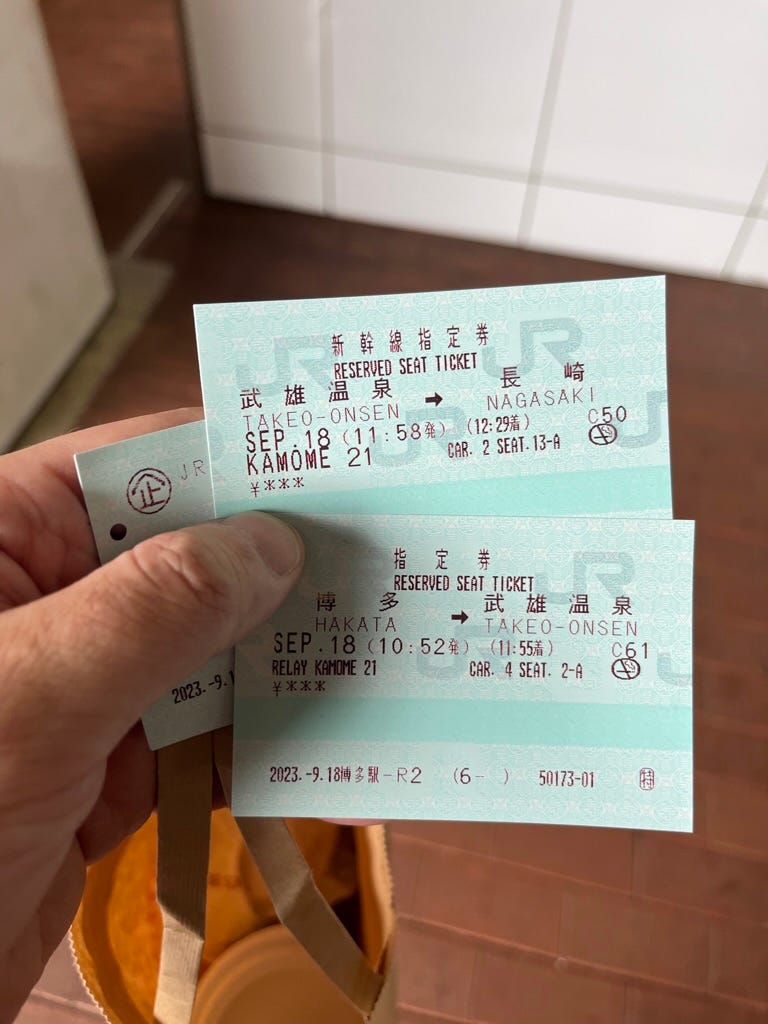 新幹線指定券
RESERVED SEAT TICKET
武雄温泉 → 長崎
TAKEO-ONSEN NAGASAKI
SEP.18 (11:58発) (12:29着) C50
KAMOME 21 CAR. 2 SEAT.13-A
¥***
企 JR
指定券
RESERVED SEAT TICKET
博多 → 武雄温泉
HAKATA TAKEO-ONSEN
SEP.18 (10:52発) (11:55着) C61
RELAY KAMOME 21 CAR. 4 SEAT. 2-A
¥***
2023.-9.1
2023.-9.18博多駅-R2 (6- ) 50173-01 特